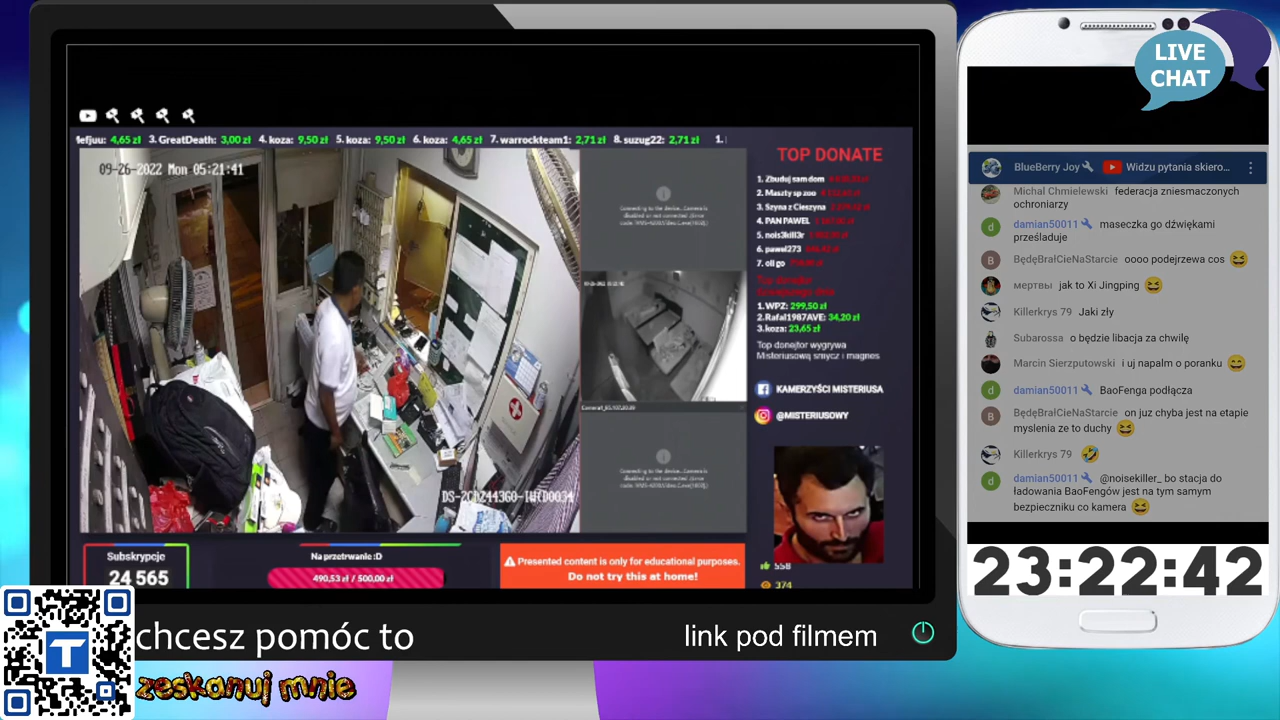 LIVE
CHAT
4,65 zł 3. GreatDeath: 3,00 zł 4. koza: 9,50 zł 5. koza: 9,50 zł 6. koza: 4,65 zł 7. warrockteam1: 2,71 zł 8. suzug22: 2,71 zł 1.
09-26-2022 Mon 05:21:41
TOP DONATE
1. Zbuduj sam dom
2. Maszty sp zoo
3. Szyna z Cieszyna
4. PAN PAWEL
5. nois3kill3r
6. pawel273
7. oli go
Top donejtor
1.WPZ: 299,50 zł
2.Rafal1987AVE: 34,20 zł
3.koza: 23,65 zł
Top donejtor wygrywa
Misteriusową smycz i magnes
KAMERZYŚCI MISTERIUSA
@MISTERIUSOWY
558
374
Subskrypcje
24 565
Na przetrwanie :D
490,53 zł / 500,00 zł
Presented content is only for educational purposes.
Do not try this at home!
chcesz pomóc to
link pod filmem
zeskanuj mnie
T
BlueBerry Joy Widzu pytania skiero...
Michal Chmielewski federacja zniesmaczonych
ochroniarzy
damian50011 maseczka go dźwiękami
prześladuje
BędęBrałCieNaStarcie oooo podejrzewa cos 😆
мертвы jak to Xi Jingping 😆
Killerkrys 79 Jaki zły
Subarossa o będzie libacja za chwilę
Marcin Sierzputowski i uj napalm o poranku 😄
damian50011 BaoFenga podłącza
BędęBrałCieNaStarcie on juz chyba jest na etapie
myslenia ze to duchy 😆
Killerkrys 79 🤣
damian50011 @noisekiller_ bo stacja do
ładowania BaoFengów jest na tym samym
bezpieczniku co kamera 😆
23:22:42